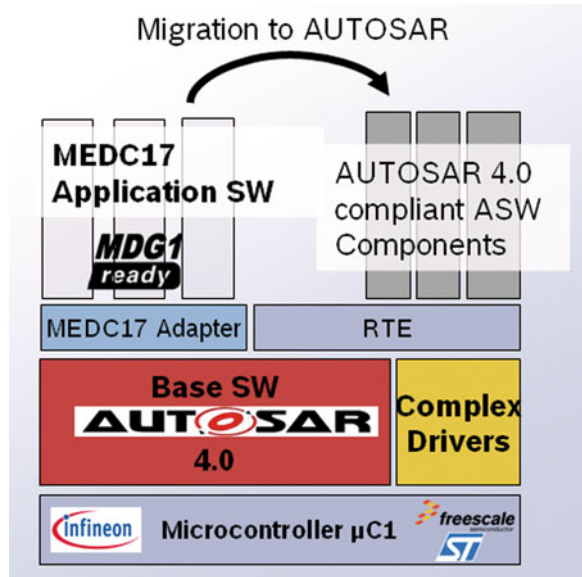 Migration to AUTOSAR
MEDC17
Application SW
MDG1
ready
AUTOSAR 4.0
compliant ASW
Components
MEDC17 Adapter
RTE
Base SW
AUTOSAR
4.0
Complex
Drivers
infineon
Microcontroller µC1
freescale
semiconductor
ST